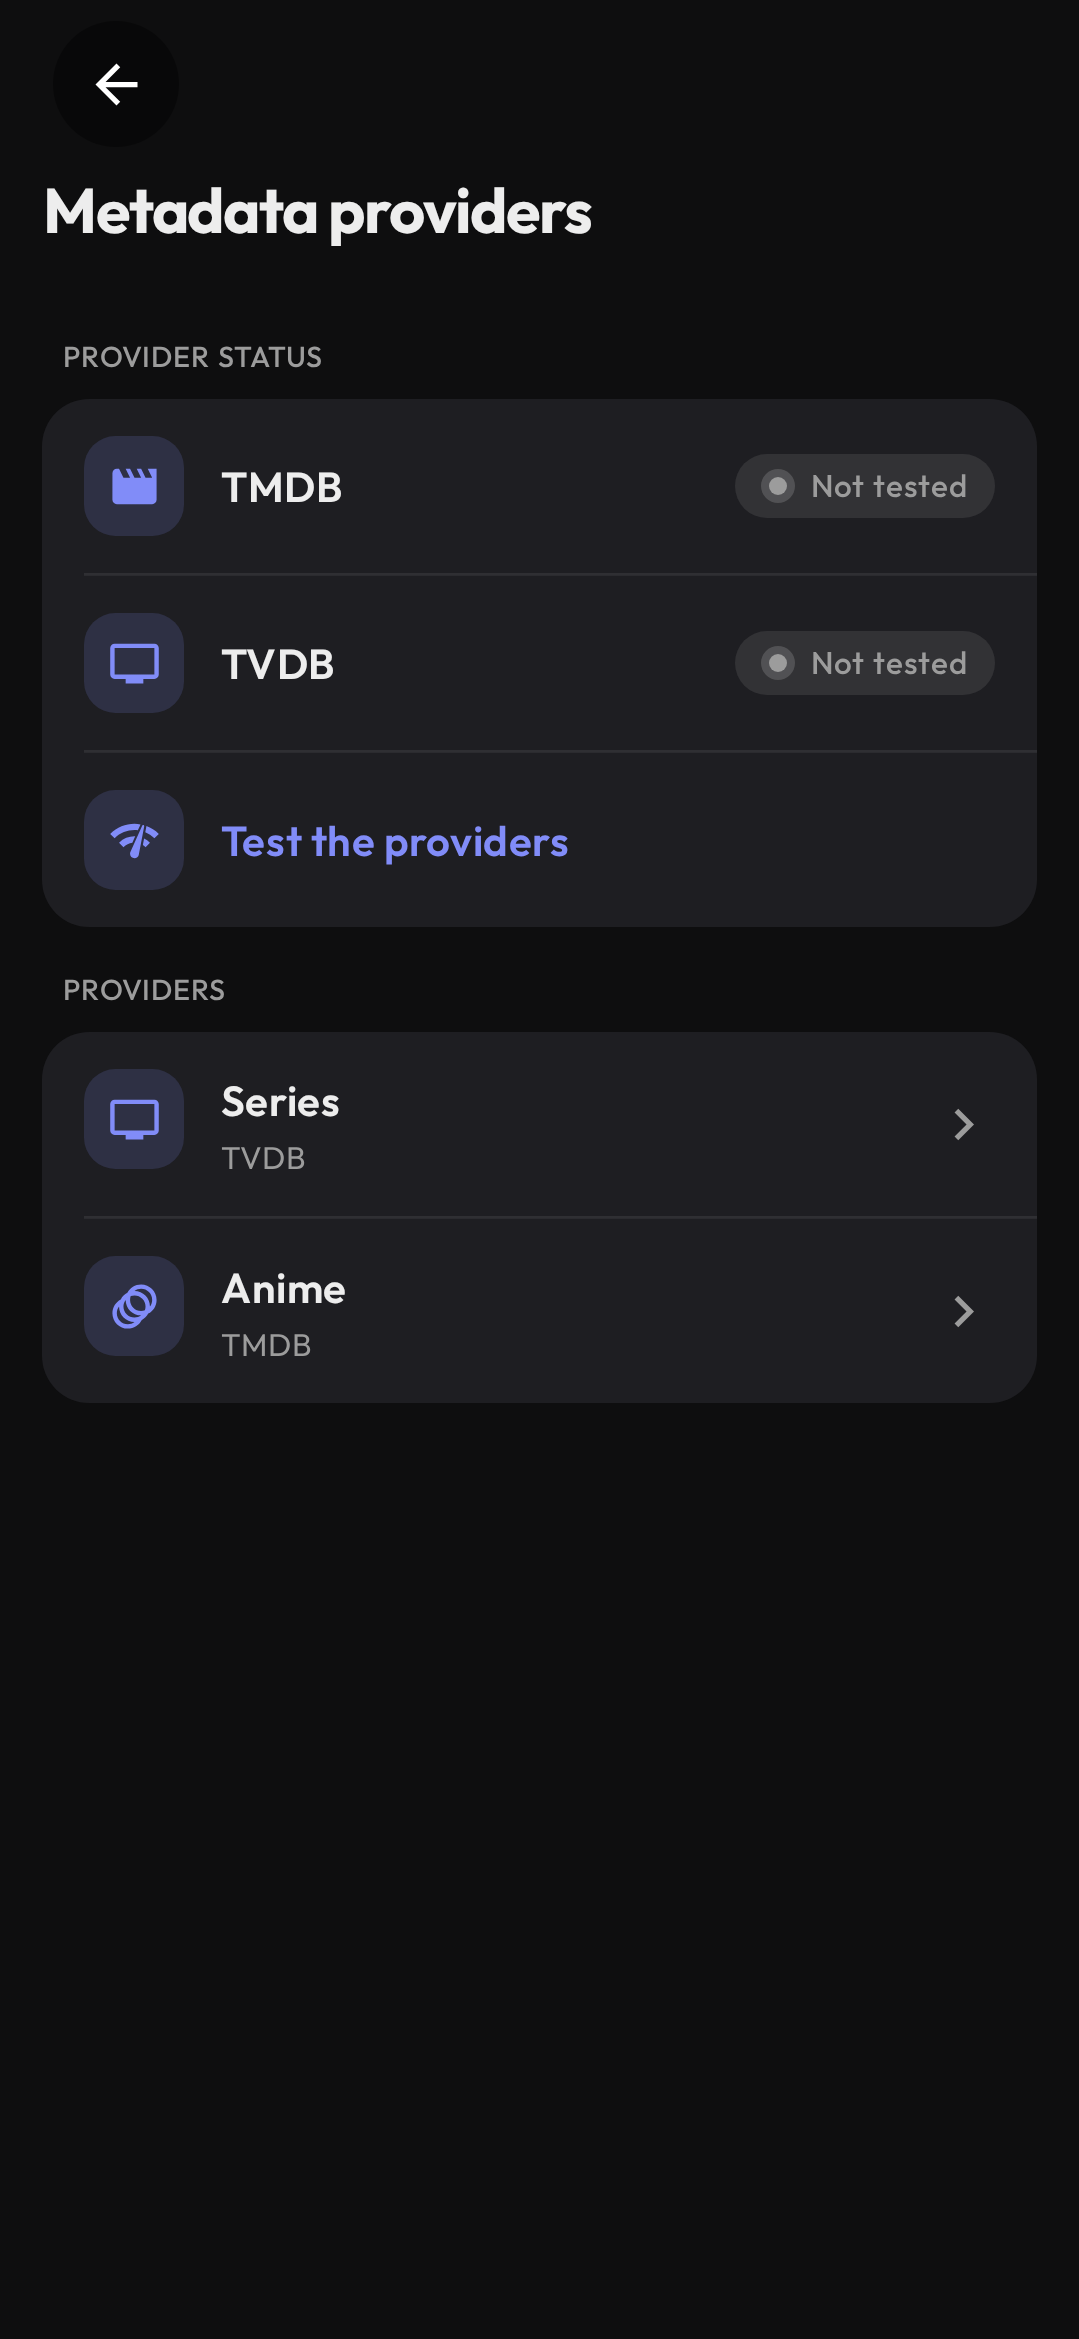 Metadata providers
PROVIDER STATUS
TMDB
Not tested
TVDB
Not tested
Test the providers
PROVIDERS
Series
TVDB
Anime
TMDB